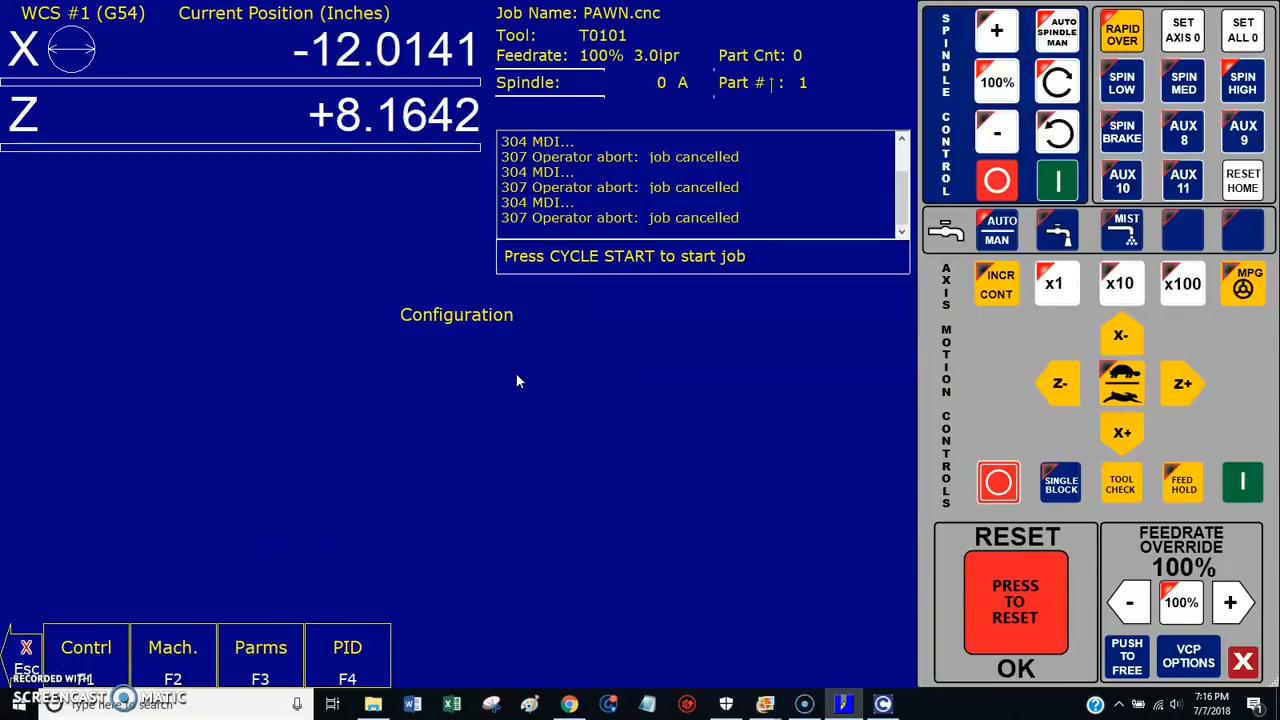 WCS #1 (G54) Current Position (Inches)
X -12.0141
Z +8.1642
Job Name: PAWN.cnc
Tool: T0101
Feedrate: 100% 3.0ipr Part Cnt: 0
Spindle: 0 A Part #↑: 1
304 MDI...
307 Operator abort: job cancelled
304 MDI...
307 Operator abort: job cancelled
304 MDI...
307 Operator abort: job cancelled
Press CYCLE START to start job
Configuration
X Esc
Contrl F1
Mach. F2
Parms F3
PID F4
RECORDED WITH
SCREENCAST MATIC
Type here to search
7:16 PM
7/7/2018
SPINDLE CONTROL
+
AUTO SPINDLE MAN
100%
-
RAPID OVER
SET AXIS 0
SET ALL 0
SPIN LOW
SPIN MED
SPIN HIGH
SPIN BRAKE
AUX 8
AUX 9
AUX 10
AUX 11
RESET HOME
AUTO MAN
MIST
AXIS MOTION CONTROLS
INCR CONT
x1
x10
x100
MPG
X-
Z-
Z+
X+
SINGLE BLOCK
TOOL CHECK
FEED HOLD
RESET
PRESS TO RESET
OK
FEEDRATE OVERRIDE
100%
-
100%
+
PUSH TO FREE
VCP OPTIONS
X